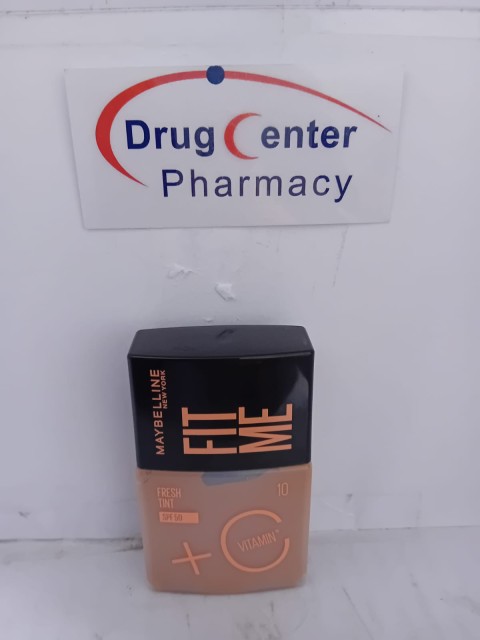 Drug Center
Pharmacy
MAYBELLINE
NEW YORK
FIT
ME
FRESH
TINT
SPF 50
10
+ C
VITAMIN*